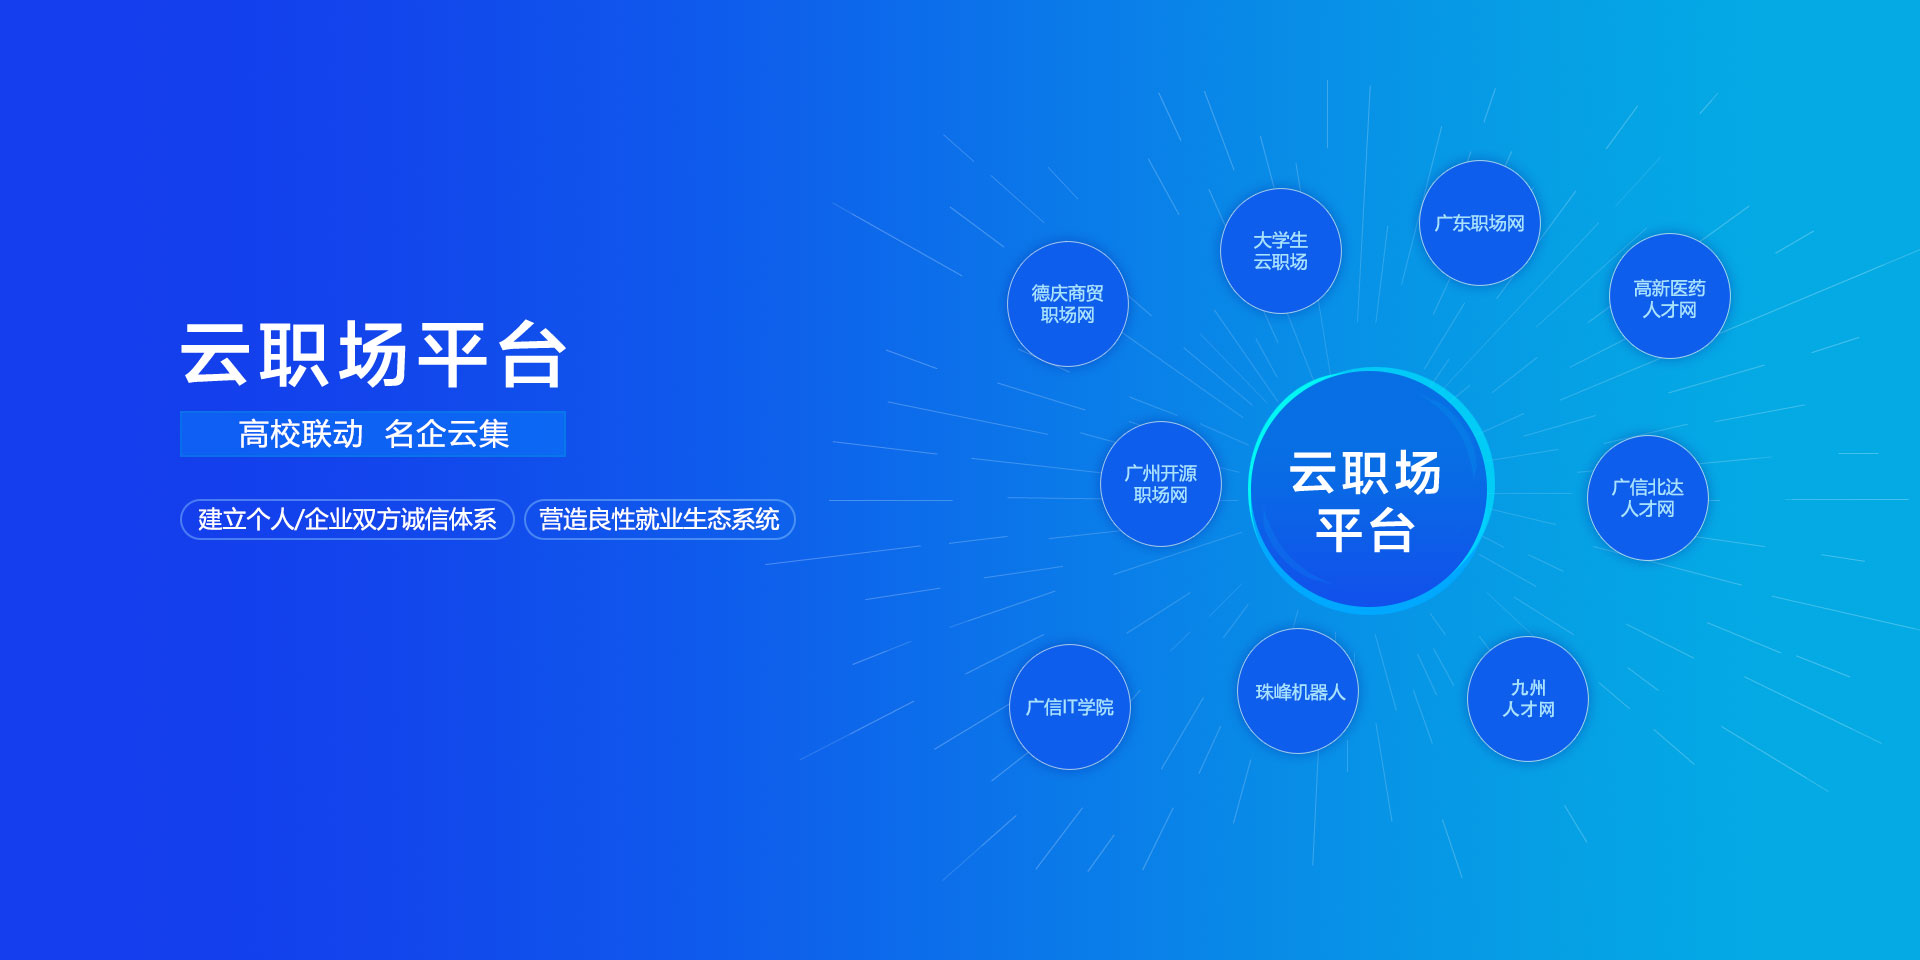 云职场平台
高校联动 名企云集
建立个人/企业双方诚信体系
营造良性就业生态系统
德庆商贸
职场网
大学生
云职场
广东职场网
高新医药
人才网
广州开源
职场网
云职场
平台
广信北达
人才网
广信IT学院
珠峰机器人
九州
人才网